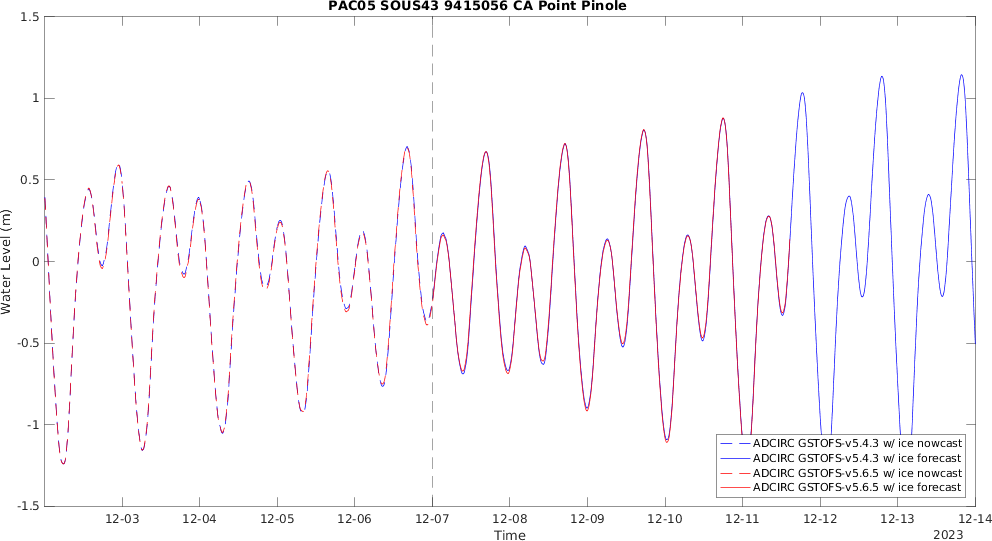 PAC05 SOUS43 9415056 CA Point Pinole
1.5
1
0.5
0
-0.5
-1
-1.5
Water Level (m)
ADCIRC GSTOFS-v5.4.3 w/ ice nowcast
ADCIRC GSTOFS-v5.4.3 w/ ice forecast
ADCIRC GSTOFS-v5.6.5 w/ ice nowcast
ADCIRC GSTOFS-v5.6.5 w/ ice forecast
12-03 12-04 12-05 12-06 12-07 12-08 12-09 12-10 12-11 12-12 12-13 12-14
Time
2023